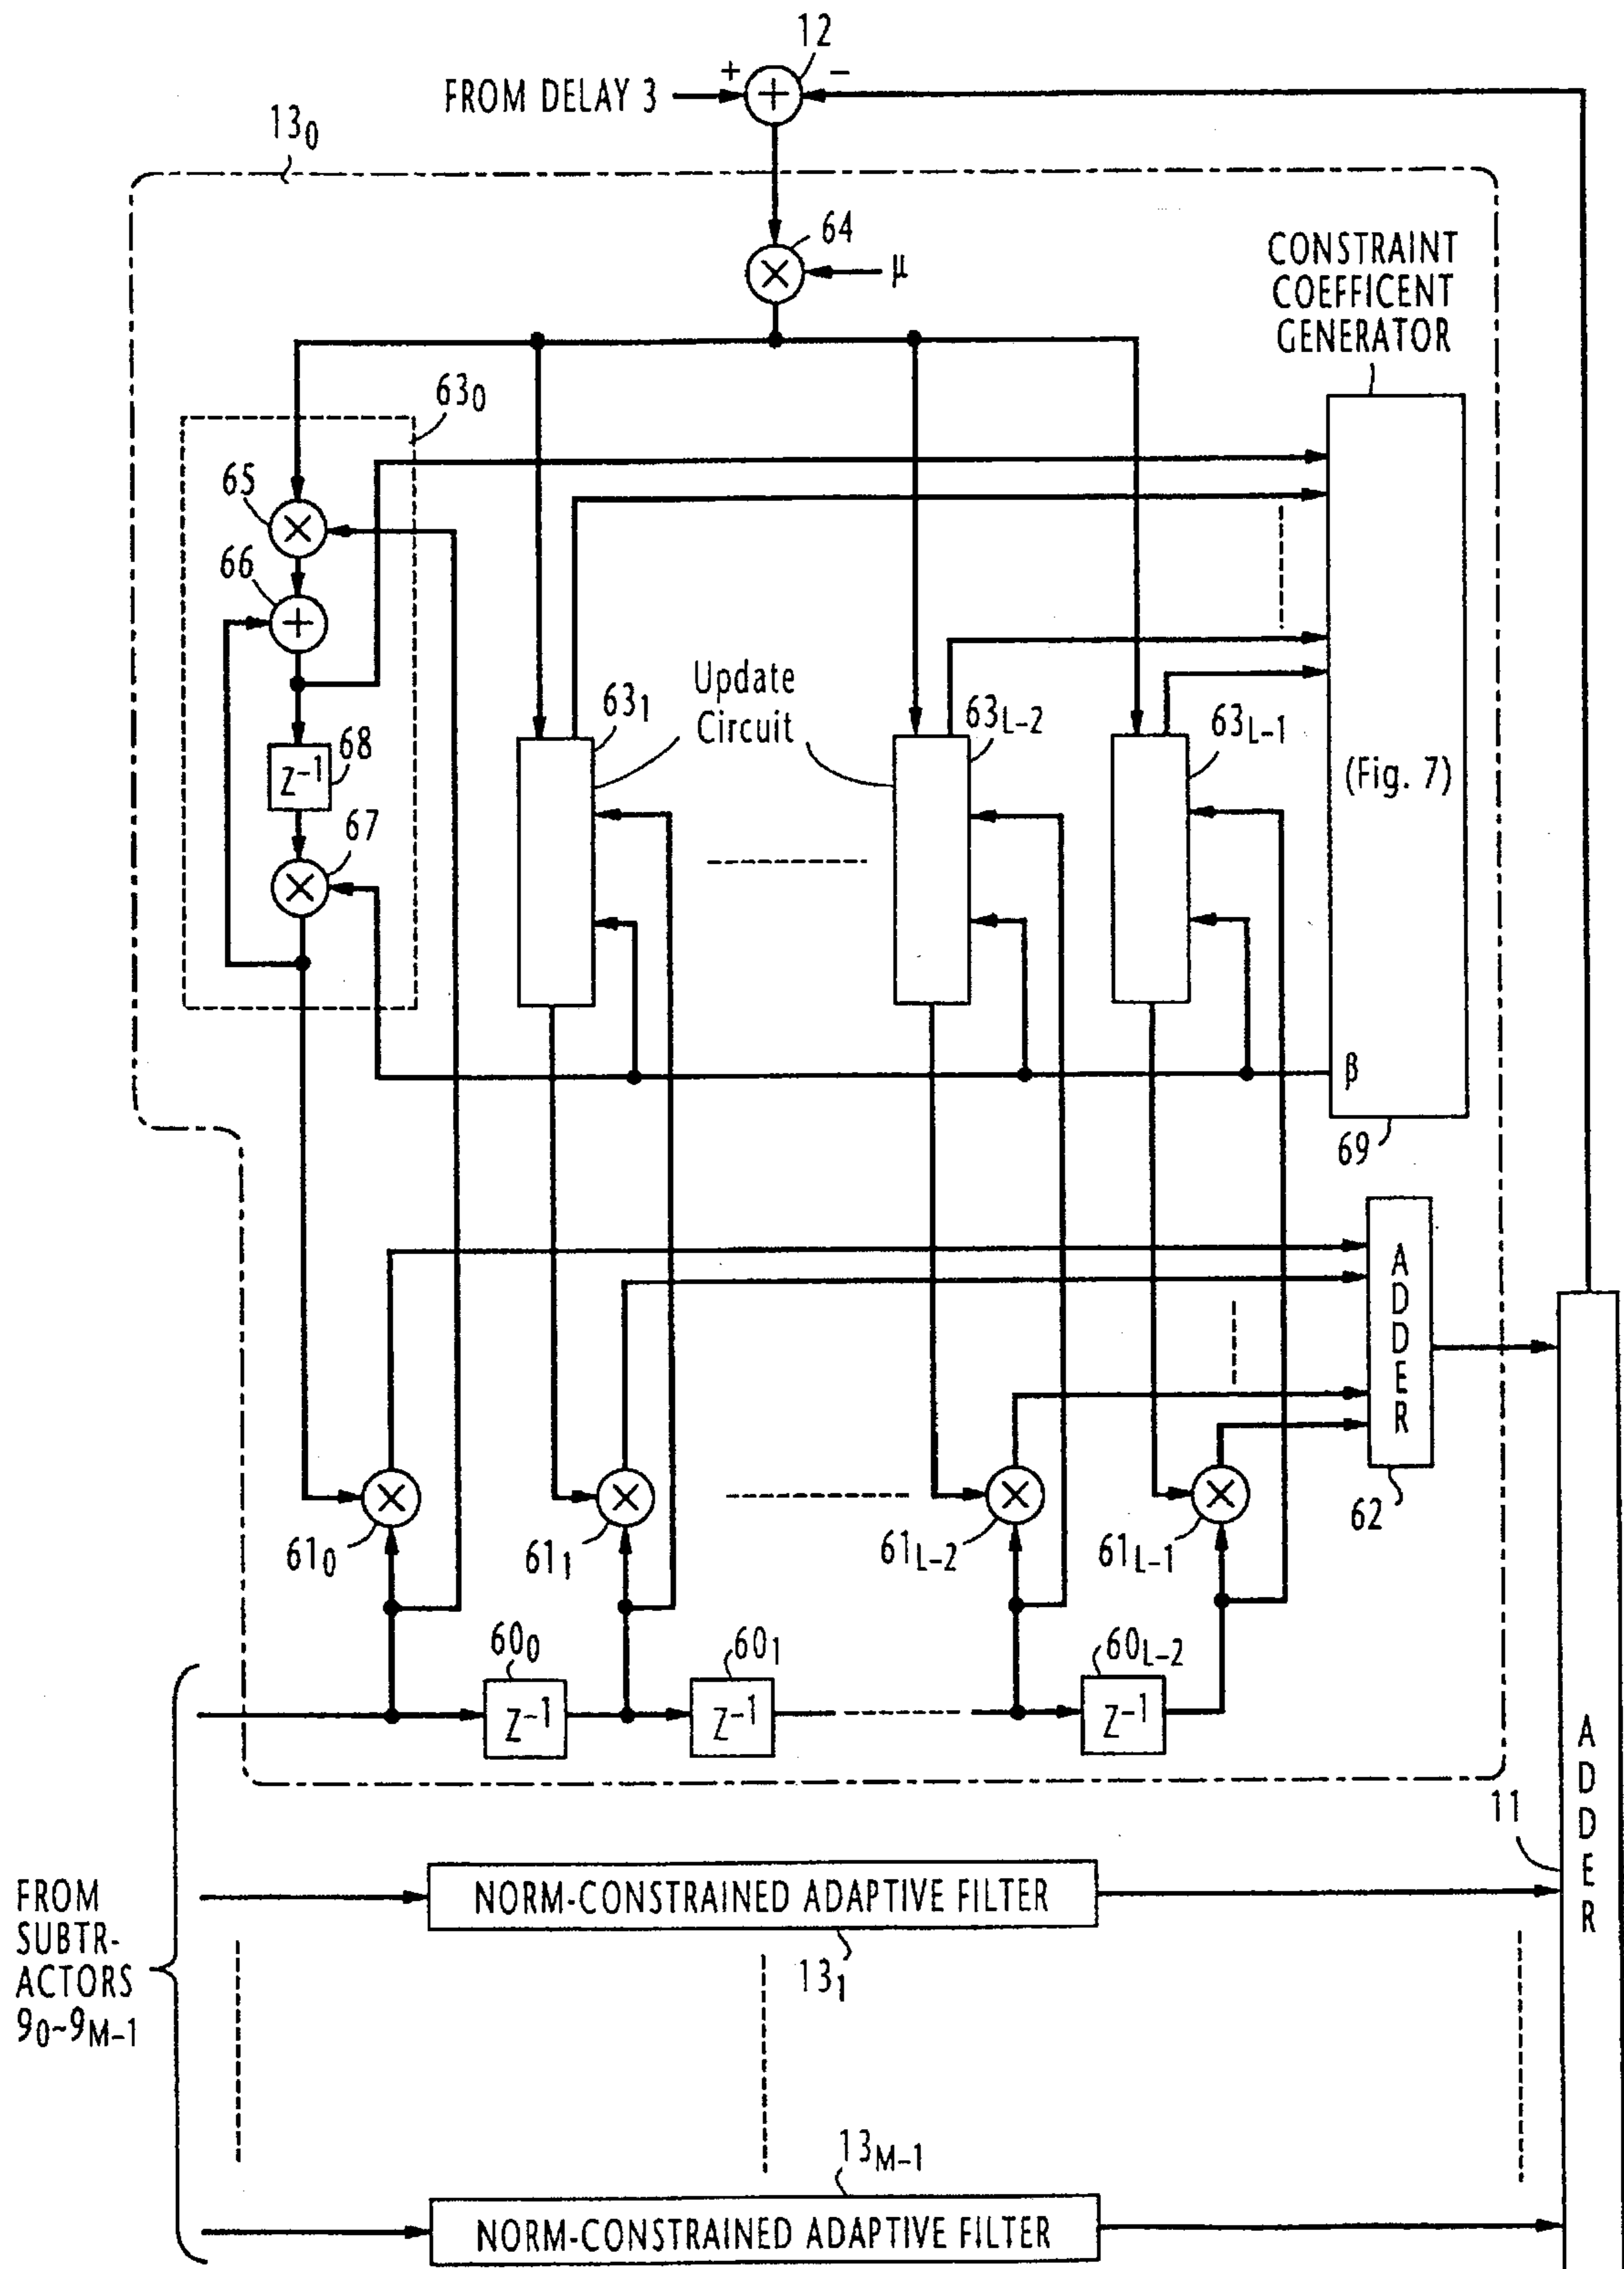 12
+
−
FROM DELAY 3
+
13₀
64
×
μ
CONSTRAINT
COEFFICENT
GENERATOR
63₀
65
×
66
+
Update
Circuit
63₁
63L−2
63L−1
68
Z⁻¹
(Fig. 7)
67
×
β
69
ADDER
62
×
×
×
×
61₀
61₁
61L−2
61L−1
60₀
60₁
60L−2
Z⁻¹
Z⁻¹
Z⁻¹
11
ADDER
FROM
SUBTR-
ACTORS
9₀~9M−1
NORM-CONSTRAINED ADAPTIVE FILTER
13₁
13M−1
NORM-CONSTRAINED ADAPTIVE FILTER